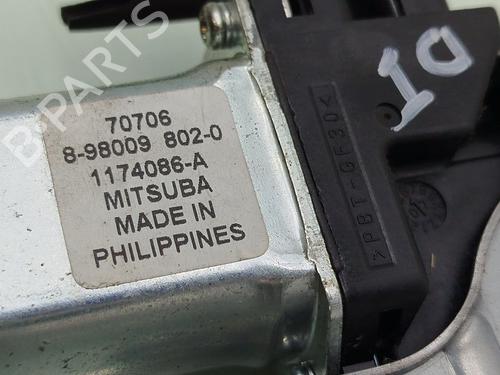 B-PARTS
70706
8-98009 802-0
1174086-A
MITSUBA
MADE IN
PHILIPPINES
>PBT-GF30<
DI